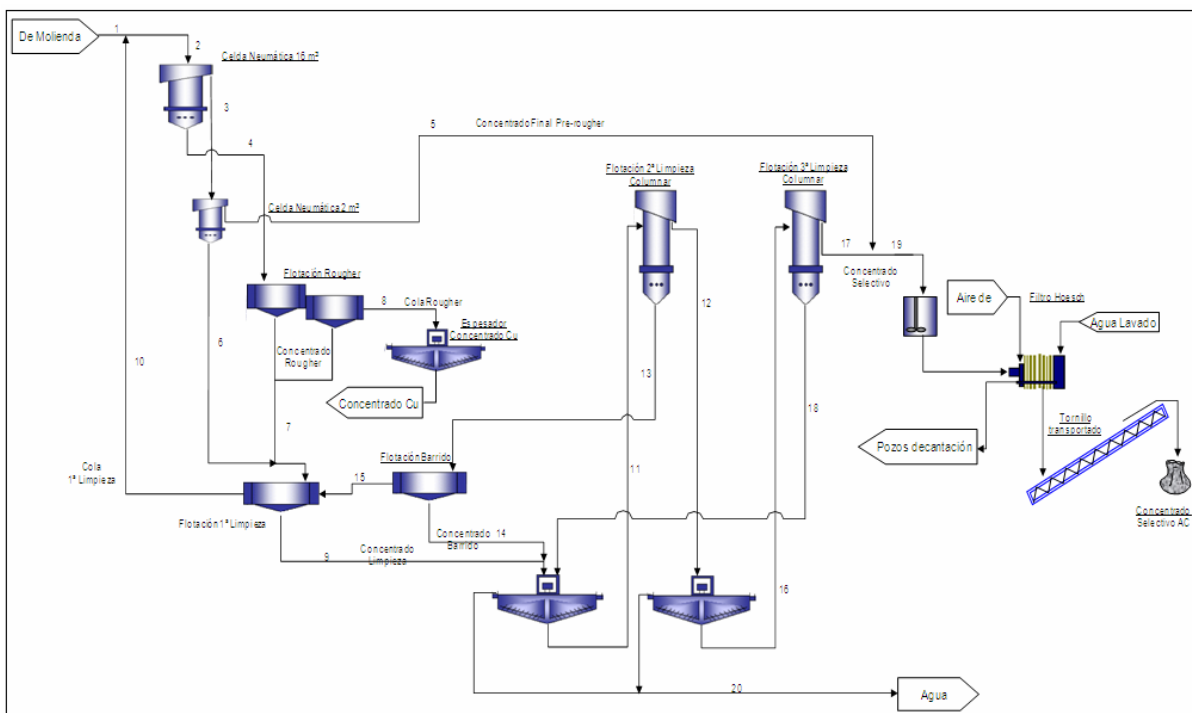 De Molienda
1
2
Celda Neumática 16 m³
3
4
5
Concentrado Final Pre-rougher
Flotación 2ª Limpieza
Columnar
Flotación 3ª Limpieza
Columnar
Celda Neumática 2 m³
17
19
Concentrado
Selectivo
Flotación Rougher
8
Cola Rougher
12
Aire de
Filtro Hoesch
Agua Lavado
Espesador
Concentrado Cu
6
Concentrado
Rougher
10
13
18
Concentrado Cu
7
Tornillo
transportado
Pozos decantación
Flotación Barrido
11
Cola
1ª Limpieza
15
Flotación 1ª Limpieza
Concentrado
Selectivo AC
Concentrado 14
Barrido
9
Concentrado
Limpieza
16
20
Agua